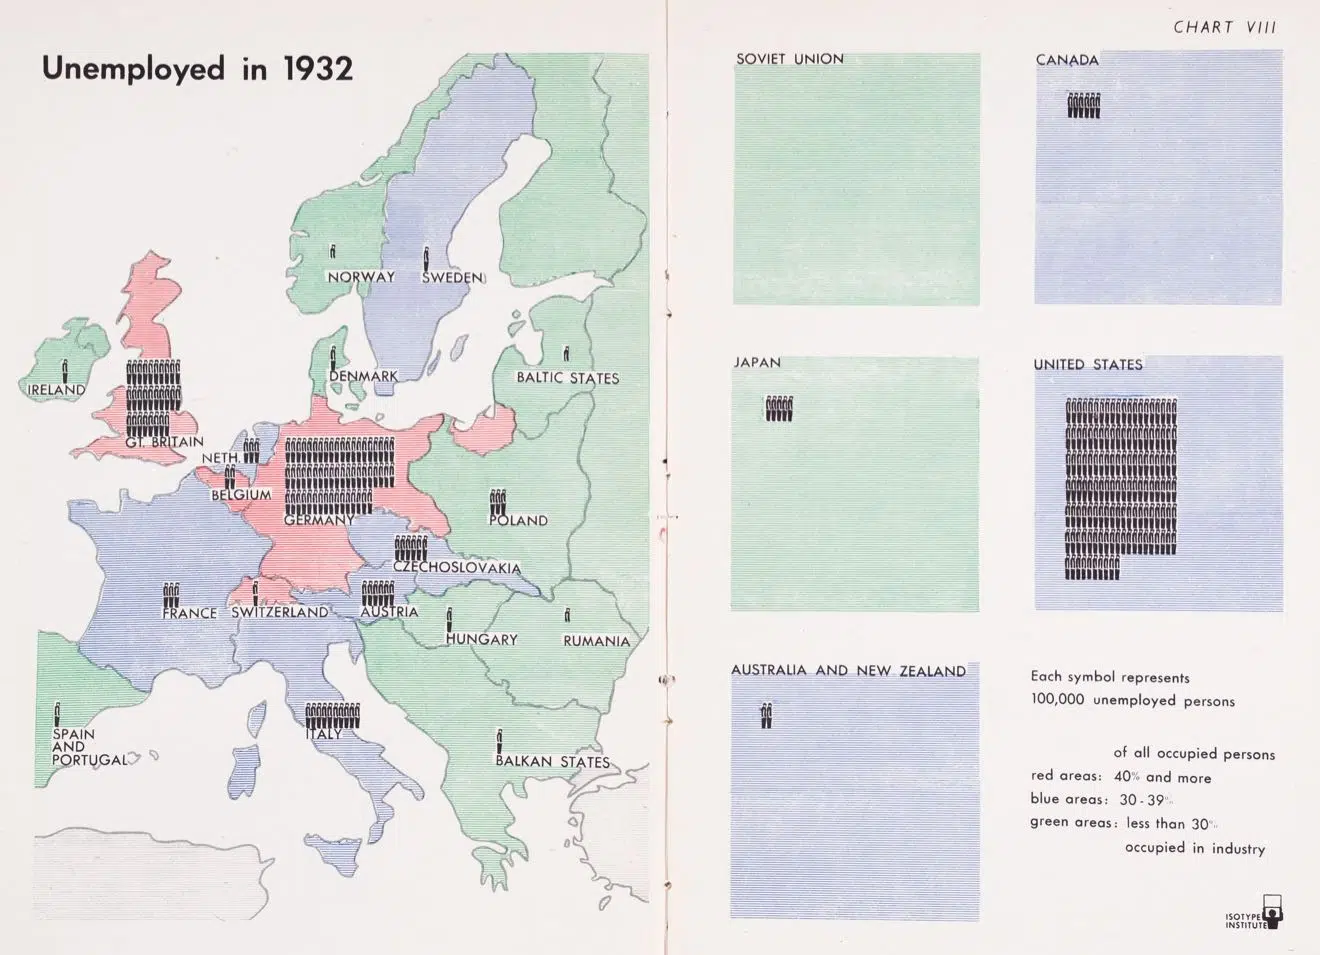 CHART VIII
Unemployed in 1932
SOVIET UNION
CANADA
NORWAY
SWEDEN
IRELAND
DENMARK
BALTIC STATES
JAPAN
UNITED STATES
GT. BRITAIN
NETH.
BELGIUM
GERMANY
POLAND
CZECHOSLOVAKIA
FRANCE
SWITZERLAND
AUSTRIA
HUNGARY
RUMANIA
SPAIN
AND
PORTUGAL
ITALY
BALKAN STATES
AUSTRALIA AND NEW ZEALAND
Each symbol represents
100,000 unemployed persons
of all occupied persons
red areas: 40% and more
blue areas: 30-39%
green areas: less than 30%
occupied in industry
ISOTYPE
INSTITUTE